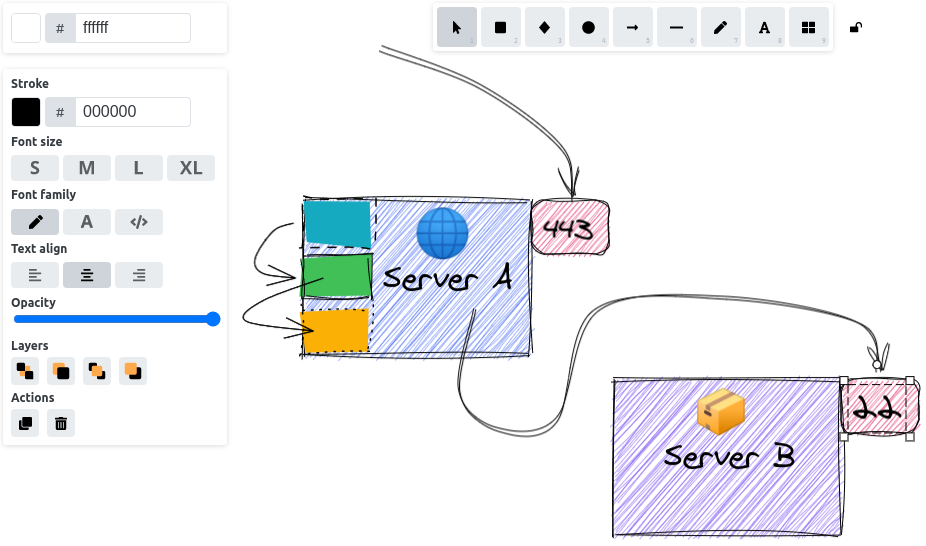 # ffffff
Stroke
# 000000
Font size
S M L XL
Font family
A </>
Text align
Opacity
Layers
Actions
1 2 3 4 5 6 7 8 9
A
443
Server A
22
Server B